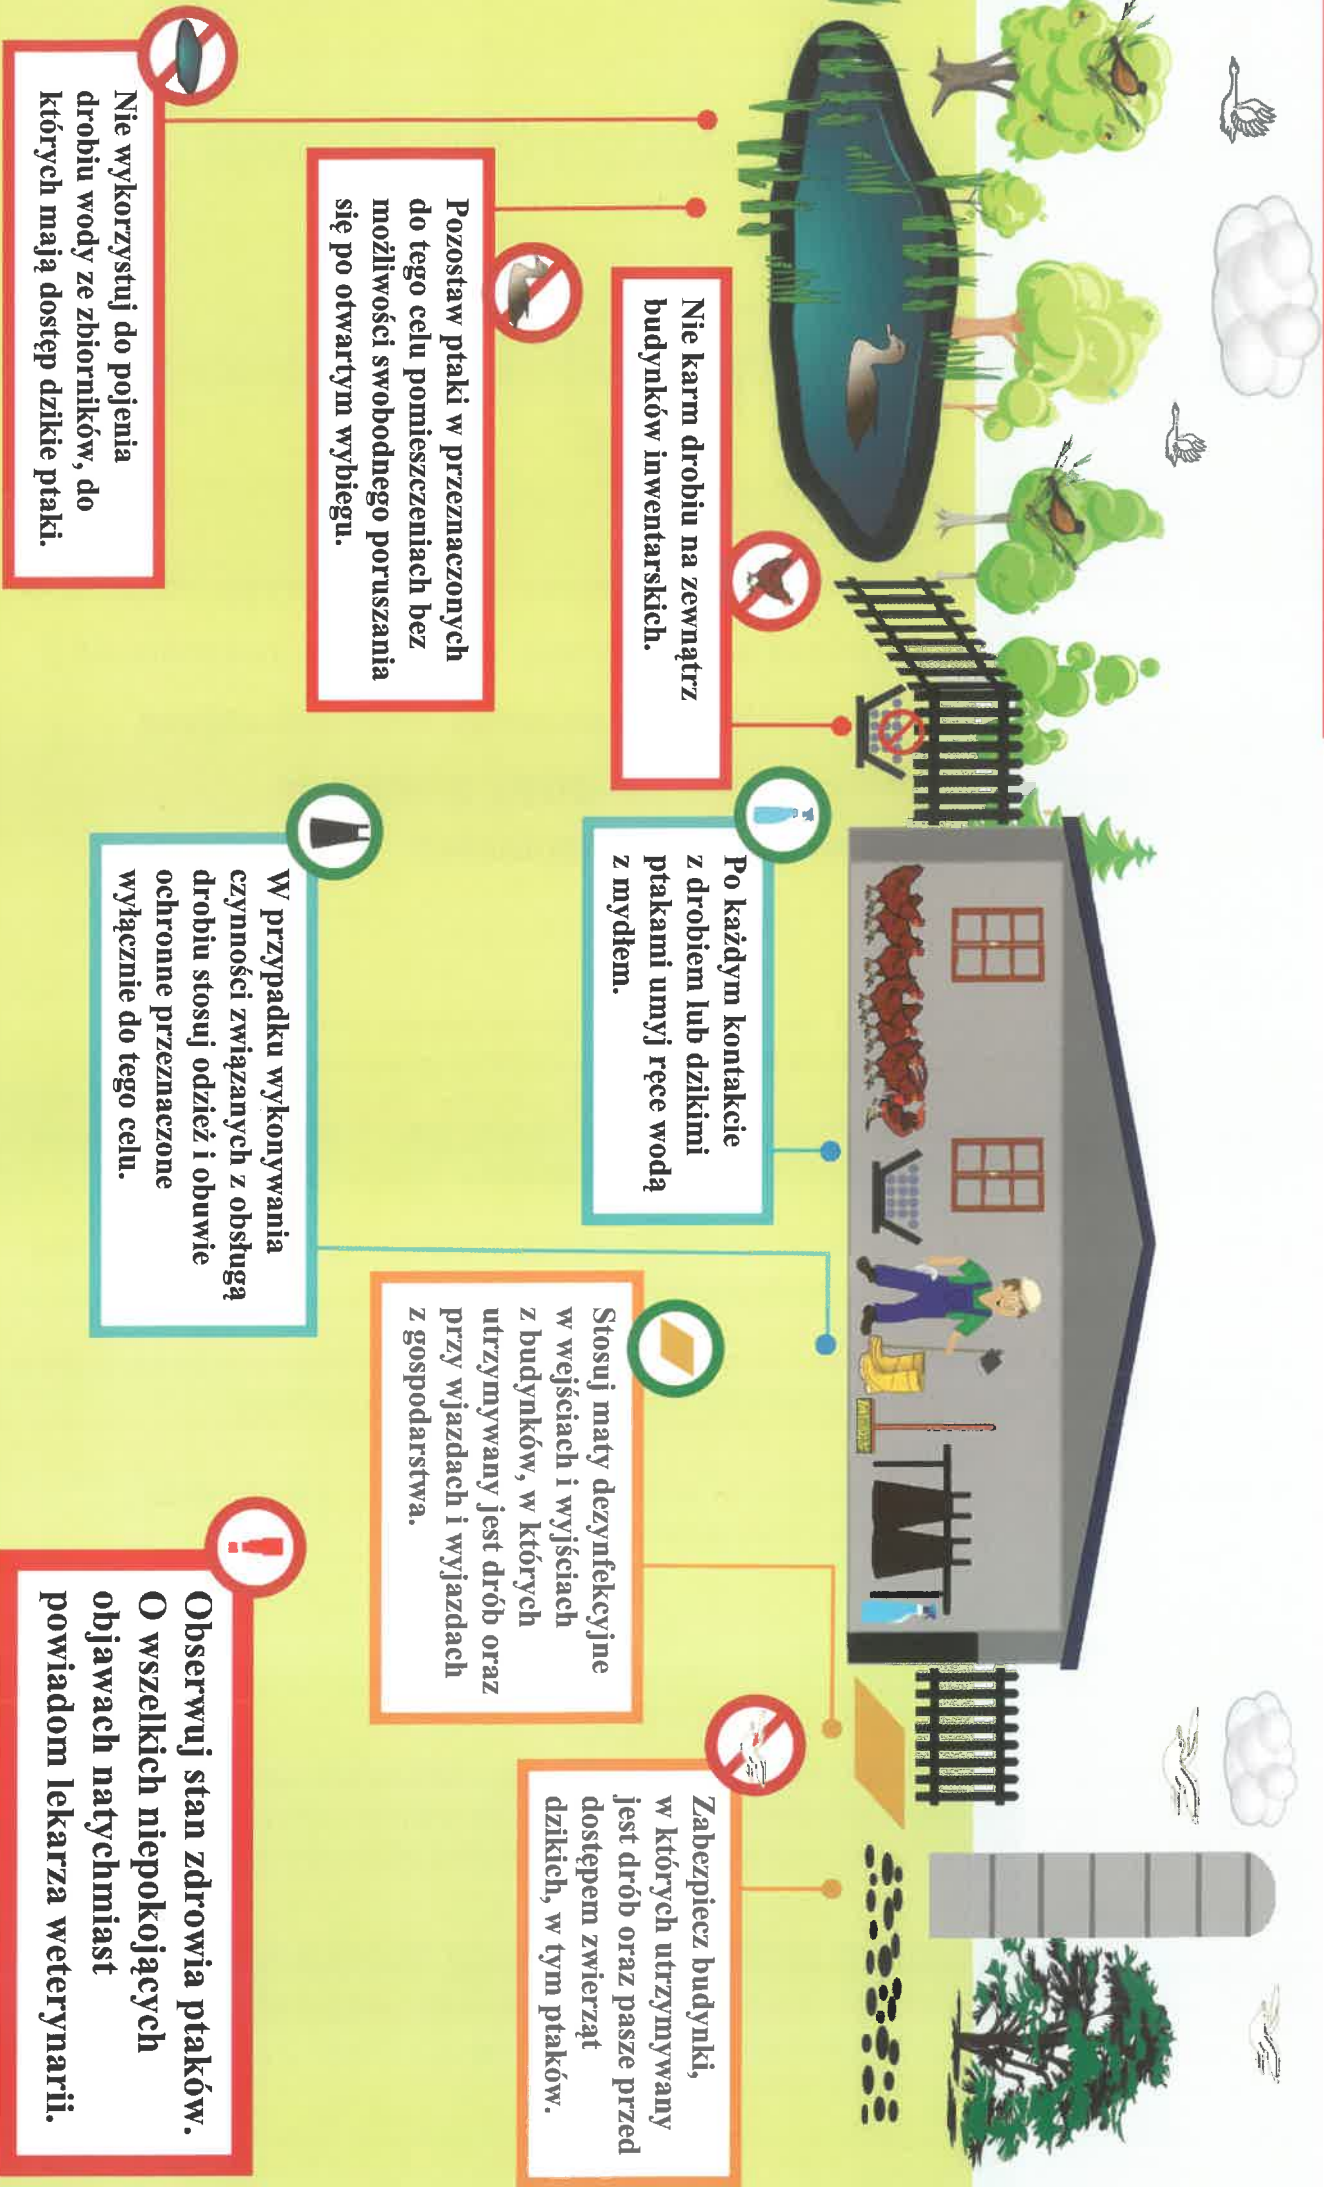 Nie wykorzystuj do pojenia
drobiu wody ze zbiorników, do
których mają dostęp dzikie ptaki.
Pozostaw ptaki w przeznaczonych
do tego celu pomieszczeniach bez
możliwości swobodnego poruszania
się po otwartym wybiegu.
Nie karm drobiu na zewnątrz
budynków inwentarskich.
Po każdym kontakcie
z drobiem lub dzikimi
ptakami umyj ręce wodą
z mydłem.
W przypadku wykonywania
czynności związanych z obsługą
drobiu stosuj odzież i obuwie
ochronne przeznaczone
wyłącznie do tego celu.
Stosuj maty dezynfekcyjne
w wejściach i wyjściach
z budynków, w których
utrzymywany jest drób oraz
przy wjazdach i wyjazdach
z gospodarstwa.
Zabezpiecz budynki,
w których utrzymywany
jest drób oraz pasze przed
dostępem zwierząt
dzikich, w tym ptaków.
Obserwuj stan zdrowia ptaków.
O wszelkich niepokojących
objawach natychmiast
powiadom lekarza weterynarii.